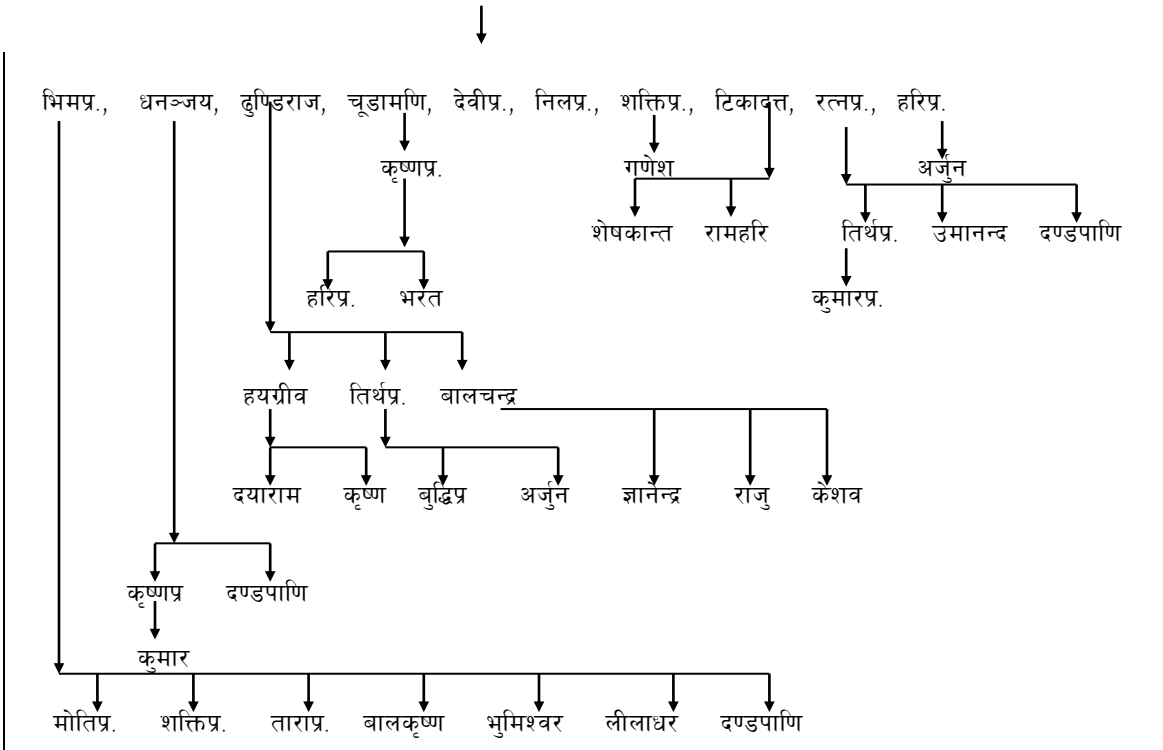 भिमप्र., धनञ्जय, ढुण्डिराज, चूडामणि, देवीप्र., निलप्र., शक्तिप्र., टिकादत्त, रत्नप्र., हरिप्र.
कृष्णप्र. गणेश अर्जुन
शेषकान्त रामहरि तिर्थप्र. उमानन्द दण्डपाणि
हरिप्र. भरत कुमारप्र.
हयग्रीव तिर्थप्र. बालचन्द्र
दयाराम कृष्ण बुद्धिप्र अर्जुन ज्ञानेन्द्र राजु केशव
कृष्णप्र दण्डपाणि
कुमार
मोतिप्र. शक्तिप्र. ताराप्र. बालकृष्ण भुमिश्वर लीलाधर दण्डपाणि